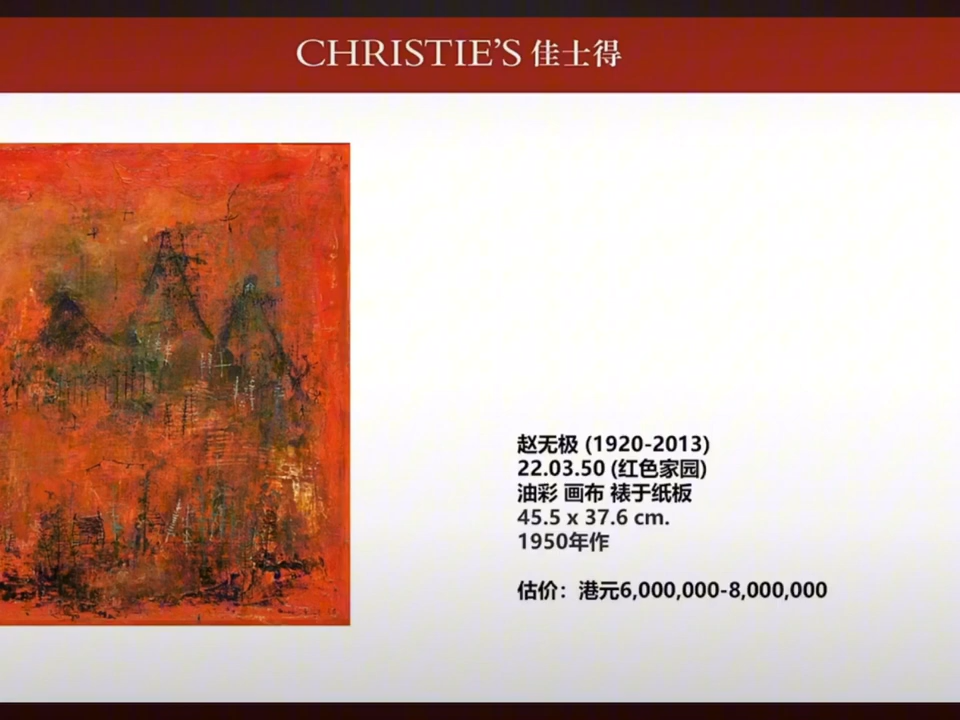 CHRISTIE'S 佳士得
赵无极 (1920-2013)
22.03.50 (红色家园)
油彩 画布 裱于纸板
45.5 x 37.6 cm.
1950年作
估价：港元6,000,000-8,000,000